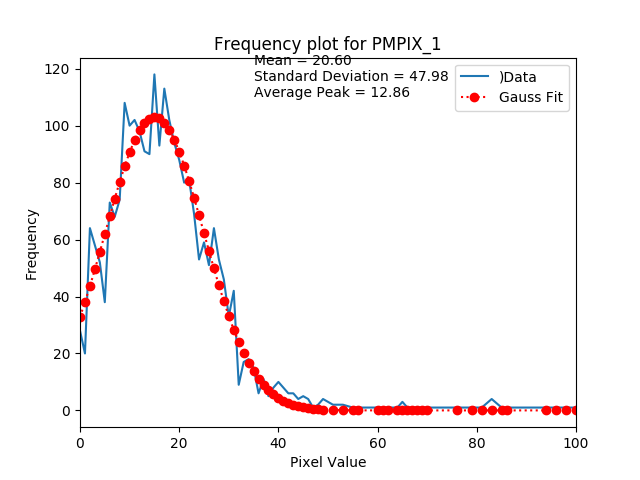 Frequency plot for PMPIX_1
Mean = 20.60
Standard Deviation = 47.98
Average Peak = 12.86
)Data
Gauss Fit
Frequency
120
100
80
60
40
20
0
0 20 40 60 80 100
Pixel Value